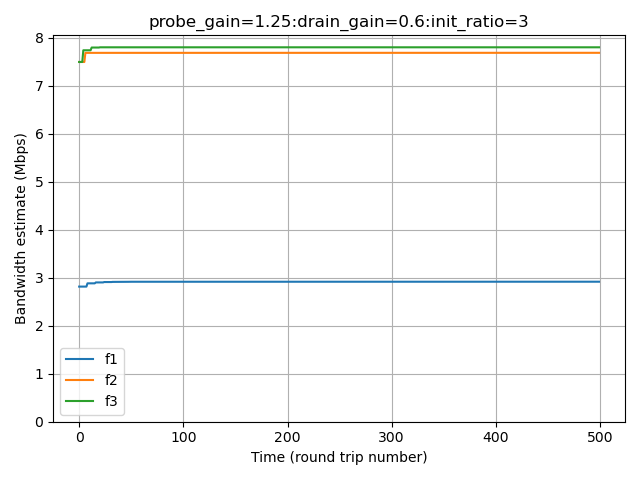 probe_gain=1.25:drain_gain=0.6:init_ratio=3
Bandwidth estimate (Mbps)
8
7
6
5
4
3
2
1
0
f1
f2
f3
0 100 200 300 400 500
Time (round trip number)